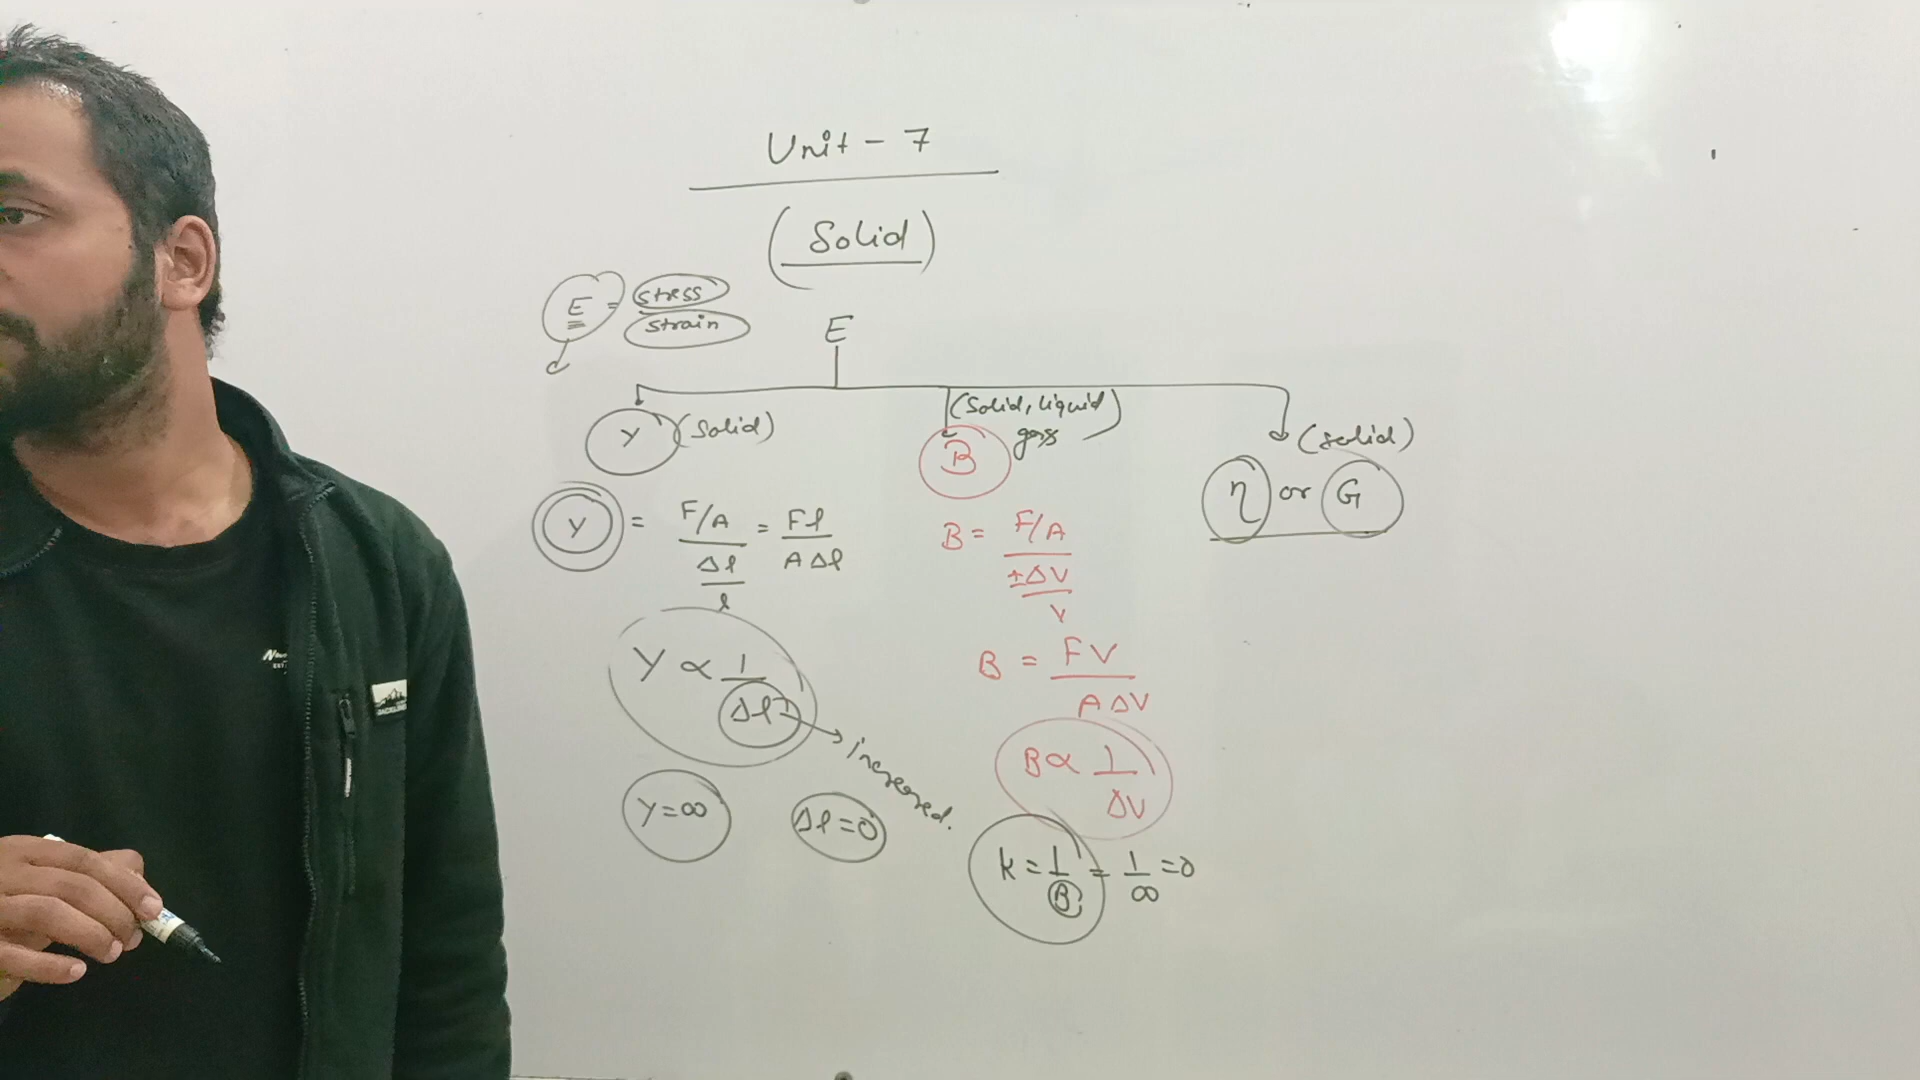 Unit - 7
(Solid)
E = stress / strain
E
Y (Solid)
(Solid, liquid
gas)
B
(solid)
η or G
Y = F/A / Δl/l = Fl / AΔl
B = F/A / ±ΔV/V
Y ∝ 1/Δl → increased.
B = FV / AΔV
B ∝ 1/ΔV
Y=∞ Δl=0
k = 1/B = 1/∞ = 0